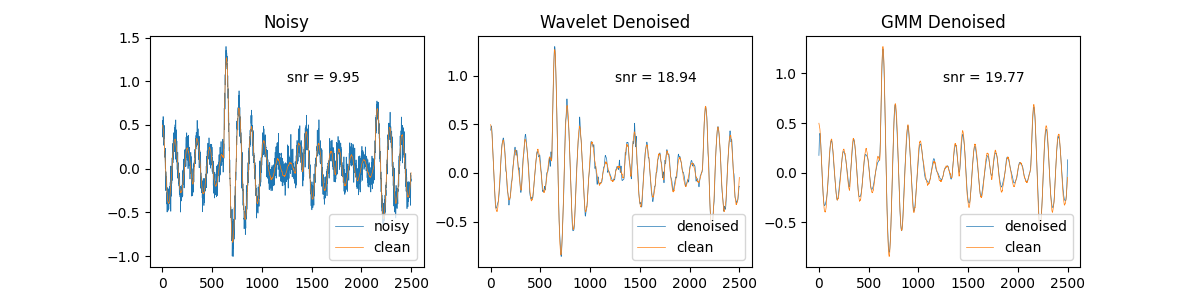 Noisy
1.5
1.0
0.5
0.0
−0.5
−1.0
0 500 1000 1500 2000 2500
snr = 9.95
noisy
clean
Wavelet Denoised
1.0
0.5
0.0
−0.5
0 500 1000 1500 2000 2500
snr = 18.94
denoised
clean
GMM Denoised
1.0
0.5
0.0
−0.5
0 500 1000 1500 2000 2500
snr = 19.77
denoised
clean